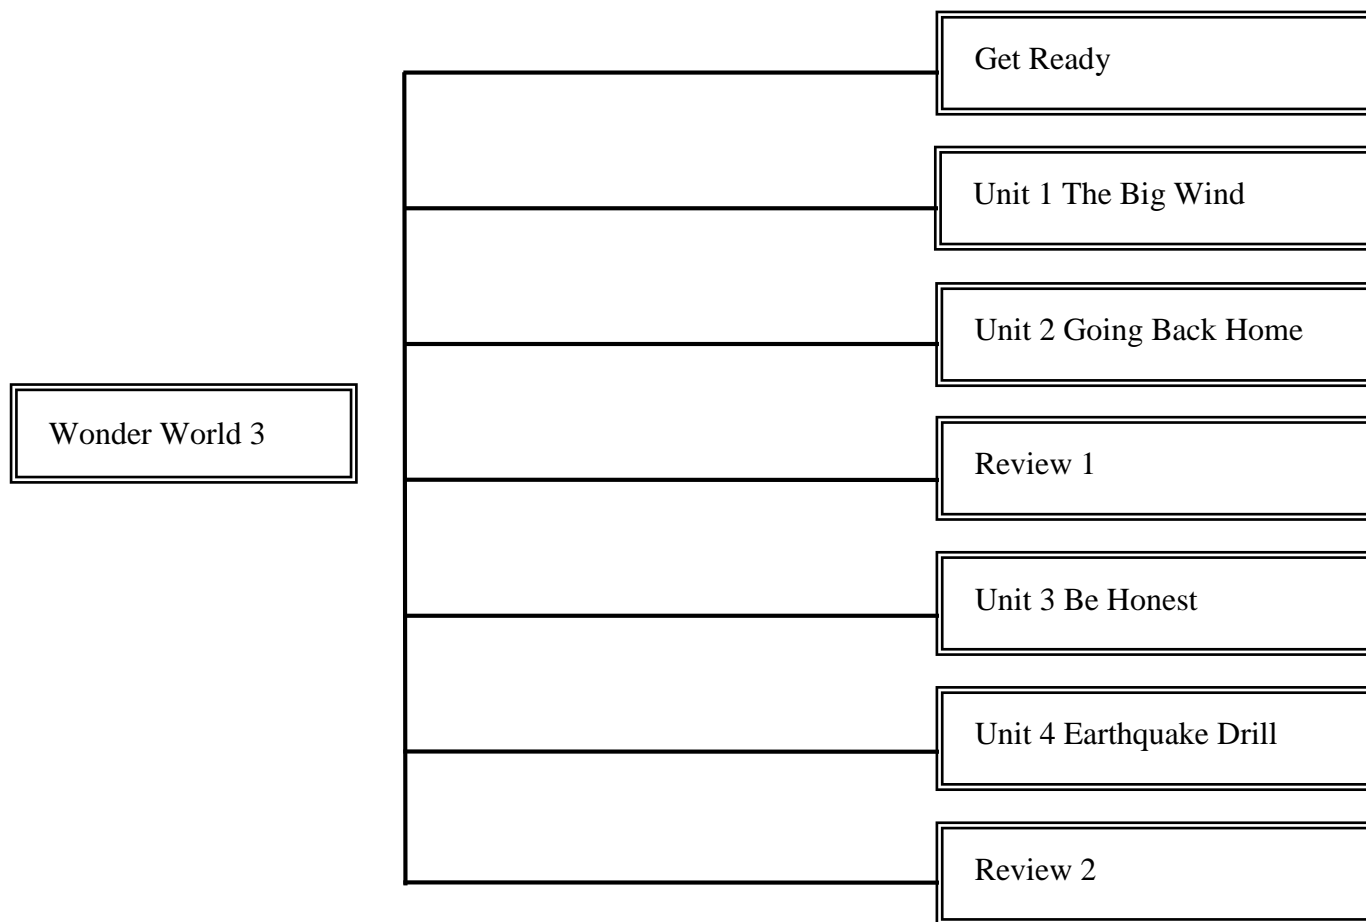 Wonder World 3
Get Ready
Unit 1 The Big Wind
Unit 2 Going Back Home
Review 1
Unit 3 Be Honest
Unit 4 Earthquake Drill
Review 2